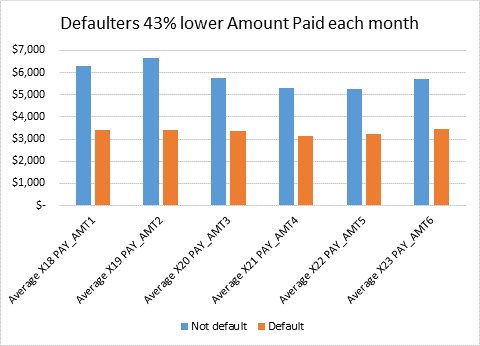 Defaulters 43% lower Amount Paid each month
$7,000
$6,000
$5,000
$4,000
$3,000
$2,000
$1,000
$-
Average X18 PAY_AMT1
Average X19 PAY_AMT2
Average X20 PAY_AMT3
Average X21 PAY_AMT4
Average X22 PAY_AMT5
Average X23 PAY_AMT6
Not default
Default